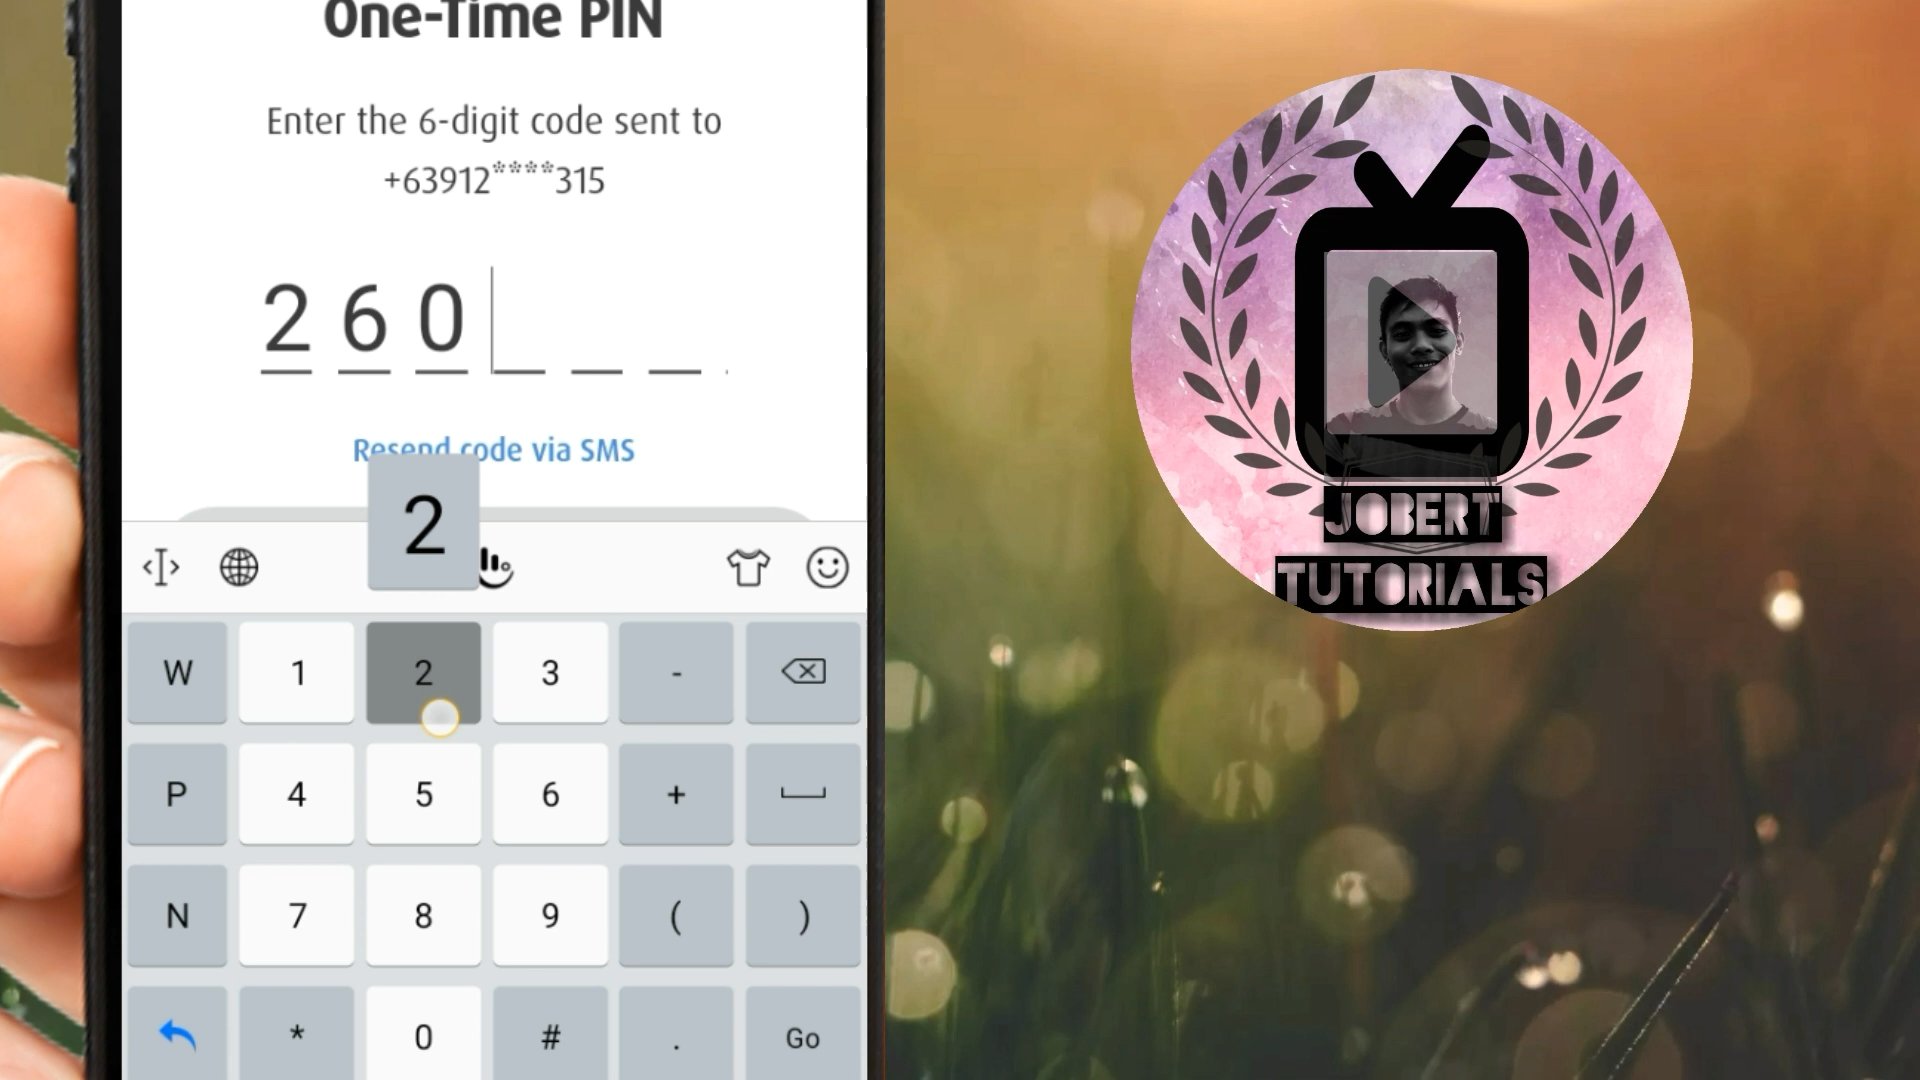 One-Time PIN
Enter the 6-digit code sent to
+63912****315
2 6 0
Resend code via SMS
2
W 1 2 3 -
P 4 5 6 +
N 7 8 9 ( )
* 0 # . Go
JOBERT
TUTORIALS